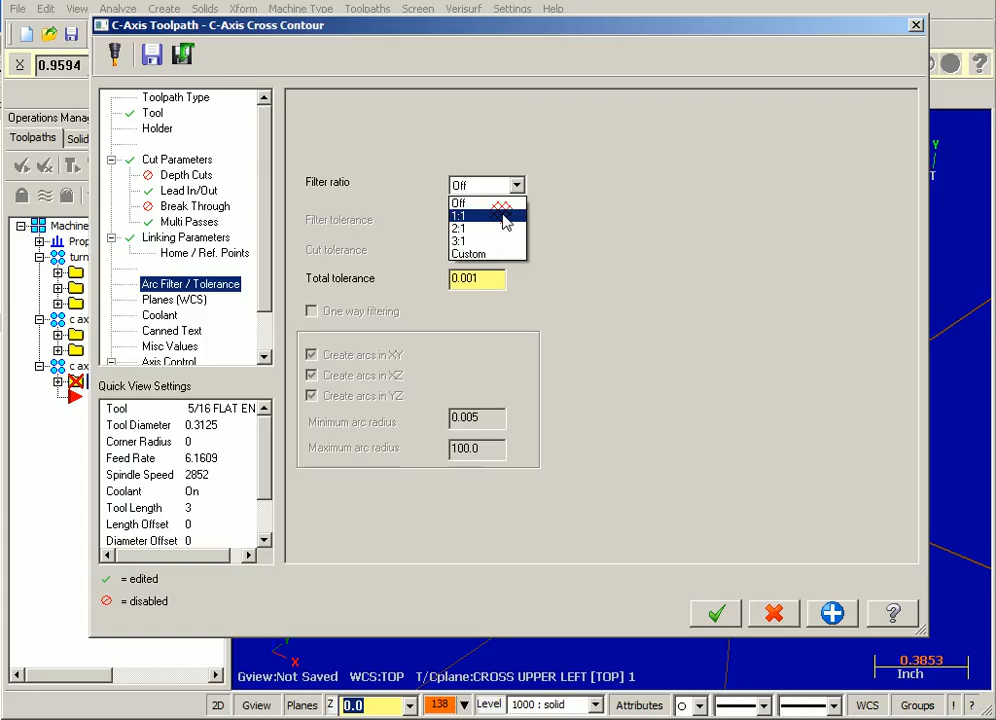 File Edit View Analyze Create Solids Xform Machine Type Toolpaths Screen Verisurf Settings Help
C-Axis Toolpath - C-Axis Cross Contour
X 0.9594
Operations Mana
Toolpaths Solid
Machine
Prop
turn
c ax
c ax
Toolpath Type
Tool
Holder
Cut Parameters
Depth Cuts
Lead In/Out
Break Through
Multi Passes
Linking Parameters
Home / Ref. Points
Arc Filter / Tolerance
Planes (WCS)
Coolant
Canned Text
Misc Values
Axis Control
Quick View Settings
Tool 5/16 FLAT EN
Tool Diameter 0.3125
Corner Radius 0
Feed Rate 6.1609
Spindle Speed 2852
Coolant On
Tool Length 3
Length Offset 0
Diameter Offset 0
= edited
= disabled
Filter ratio Off
Off
1:1
2:1
3:1
Custom
Filter tolerance
Cut tolerance
Total tolerance 0.001
One way filtering
Create arcs in XY
Create arcs in XZ
Create arcs in YZ
Minimum arc radius 0.005
Maximum arc radius 100.0
?
?
Y
T
Y
X
0.3853
Inch
Gview:Not Saved WCS:TOP T/Cplane:CROSS UPPER LEFT [TOP] 1
2D Gview Planes Z 0.0 138 Level 1000 : solid Attributes WCS Groups ! ?